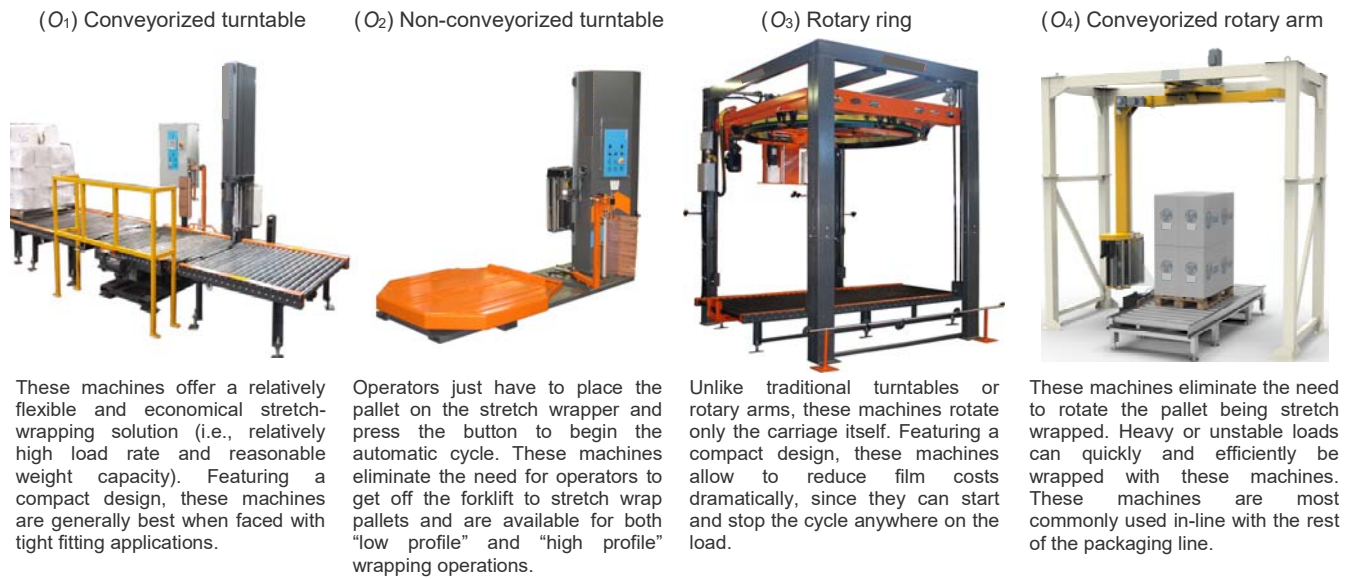 (O₁) Conveyorized turntable
These machines offer a relatively
flexible and economical stretch-
wrapping solution (i.e., relatively
high load rate and reasonable
weight capacity). Featuring a
compact design, these machines
are generally best when faced with
tight fitting applications.
(O₂) Non-conveyorized turntable
Operators just have to place the
pallet on the stretch wrapper and
press the button to begin the
automatic cycle. These machines
eliminate the need for operators to
get off the forklift to stretch wrap
pallets and are available for both
“low profile” and “high profile”
wrapping operations.
(O₃) Rotary ring
Unlike traditional turntables or
rotary arms, these machines rotate
only the carriage itself. Featuring a
compact design, these machines
allow to reduce film costs
dramatically, since they can start
and stop the cycle anywhere on the
load.
(O₄) Conveyorized rotary arm
These machines eliminate the need
to rotate the pallet being stretch
wrapped. Heavy or unstable loads
can quickly and efficiently be
wrapped with these machines.
These machines are most
commonly used in-line with the rest
of the packaging line.